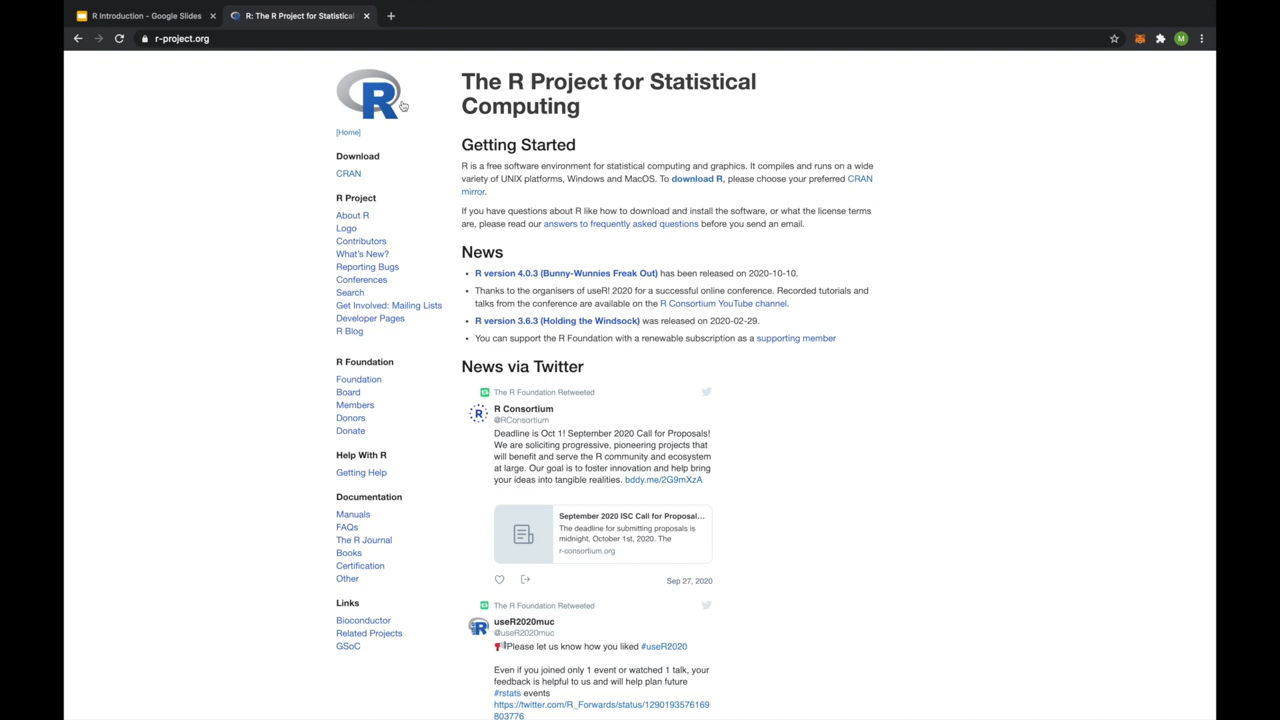 R Introduction - Google Slides
R: The R Project for Statistical
r-project.org
M
R
[Home]
Download
CRAN
R Project
About R
Logo
Contributors
What's New?
Reporting Bugs
Conferences
Search
Get Involved: Mailing Lists
Developer Pages
R Blog
R Foundation
Foundation
Board
Members
Donors
Donate
Help With R
Getting Help
Documentation
Manuals
FAQs
The R Journal
Books
Certification
Other
Links
Bioconductor
Related Projects
GSoC
The R Project for Statistical
Computing
Getting Started
R is a free software environment for statistical computing and graphics. It compiles and runs on a wide
variety of UNIX platforms, Windows and MacOS. To download R, please choose your preferred CRAN
mirror.
If you have questions about R like how to download and install the software, or what the license terms
are, please read our answers to frequently asked questions before you send an email.
News
R version 4.0.3 (Bunny-Wunnies Freak Out) has been released on 2020-10-10.
Thanks to the organisers of useR! 2020 for a successful online conference. Recorded tutorials and
talks from the conference are available on the R Consortium YouTube channel.
R version 3.6.3 (Holding the Windsock) was released on 2020-02-29.
You can support the R Foundation with a renewable subscription as a supporting member
News via Twitter
The R Foundation Retweeted
R Consortium
@RConsortium
Deadline is Oct 1! September 2020 Call for Proposals!
We are soliciting progressive, pioneering projects that
will benefit and serve the R community and ecosystem
at large. Our goal is to foster innovation and help bring
your ideas into tangible realities. bddy.me/2G9mXzA
September 2020 ISC Call for Proposal...
The deadline for submitting proposals is
midnight, October 1st, 2020. The
r-consortium.org
Sep 27, 2020
The R Foundation Retweeted
useR2020muc
@useR2020muc
Please let us know how you liked #useR2020
Even if you joined only 1 event or watched 1 talk, your
feedback is helpful to us and will help plan future
#rstats events
https://twitter.com/R_Forwards/status/1290193576169
803776